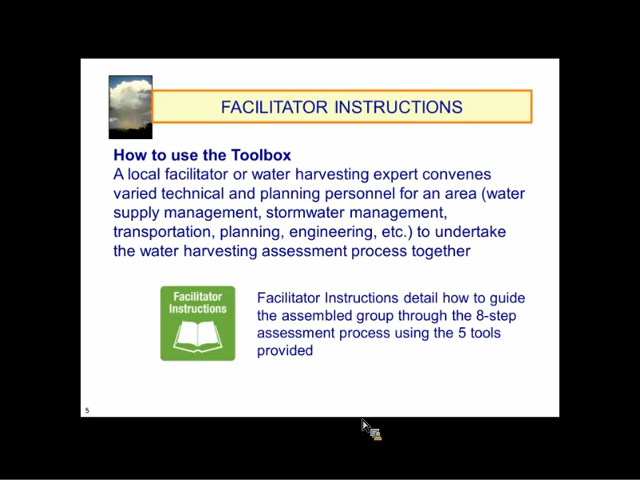 FACILITATOR INSTRUCTIONS
How to use the Toolbox
A local facilitator or water harvesting expert convenes
varied technical and planning personnel for an area (water
supply management, stormwater management,
transportation, planning, engineering, etc.) to undertake
the water harvesting assessment process together
Facilitator
Instructions
Facilitator Instructions detail how to guide
the assembled group through the 8-step
assessment process using the 5 tools
provided
5